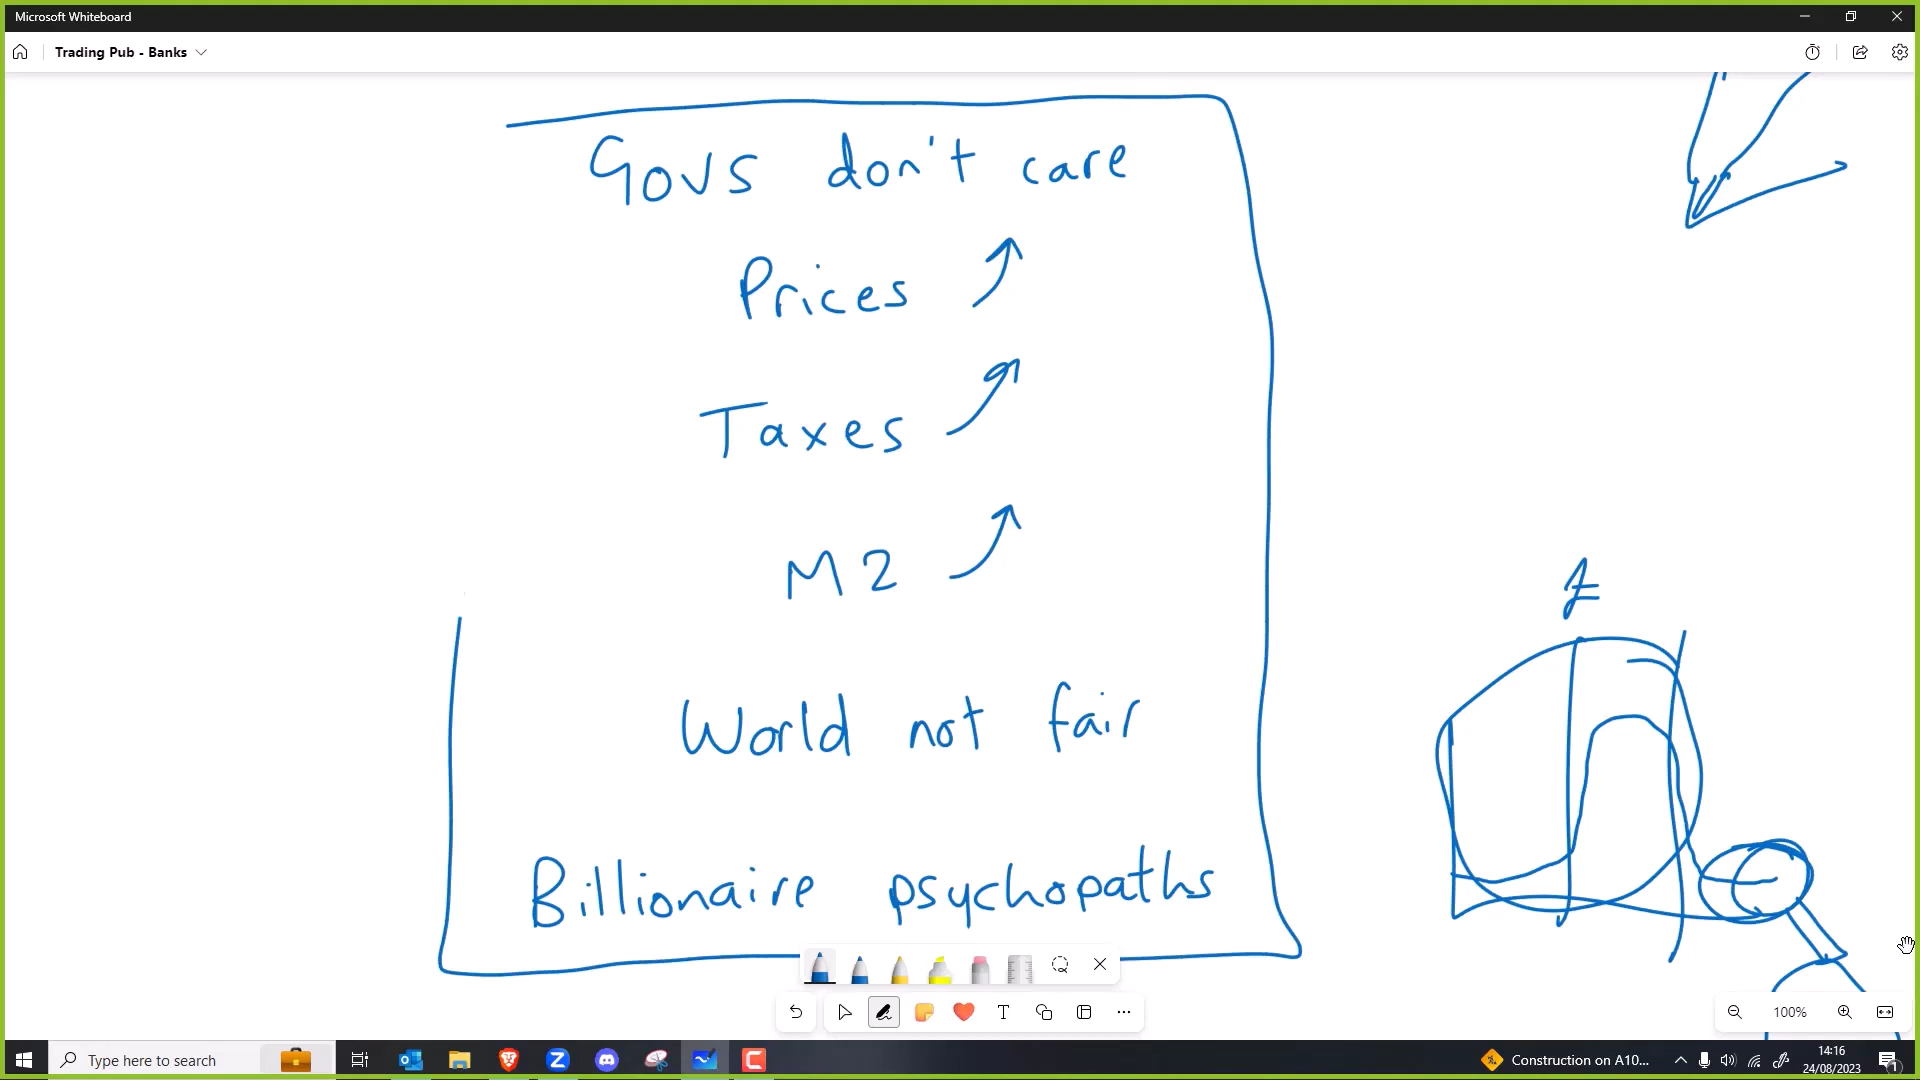 Microsoft Whiteboard
Trading Pub - Banks
Govs don't care
Prices
Taxes
M2
£
World not fair
Billionaire psychopaths
T
100%
Type here to search
Construction on A10...
14:16
24/08/2023
1